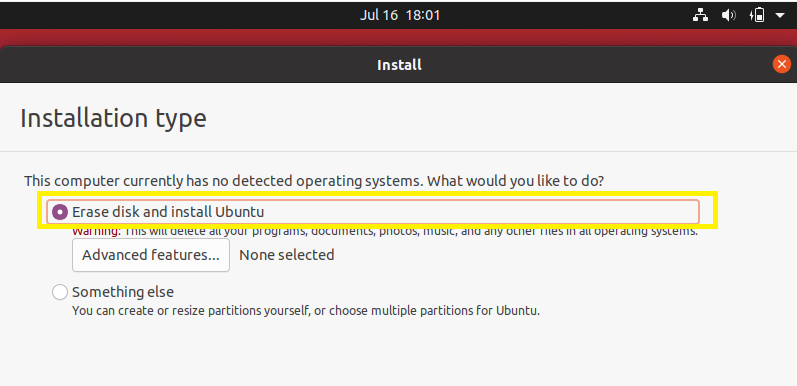 Jul 16 18:01
Install
Installation type
This computer currently has no detected operating systems. What would you like to do?
Erase disk and install Ubuntu
Warning: This will delete all your programs, documents, photos, music, and any other files in all operating systems.
Advanced features... None selected
Something else
You can create or resize partitions yourself, or choose multiple partitions for Ubuntu.